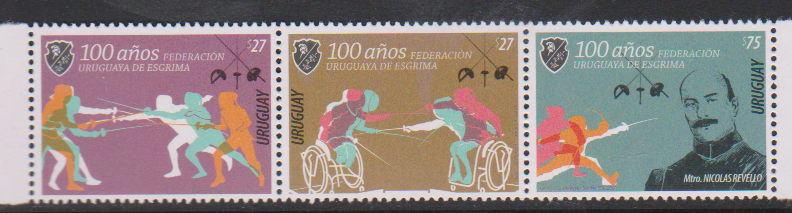 100 años FEDERACIÓN
URUGUAYA DE ESGRIMA
$27
URUGUAY
100 años FEDERACIÓN
URUGUAYA DE ESGRIMA
$27
URUGUAY
100 años FEDERACIÓN
URUGUAYA DE ESGRIMA
$75
URUGUAY
Mtro. NICOLAS REVELLO